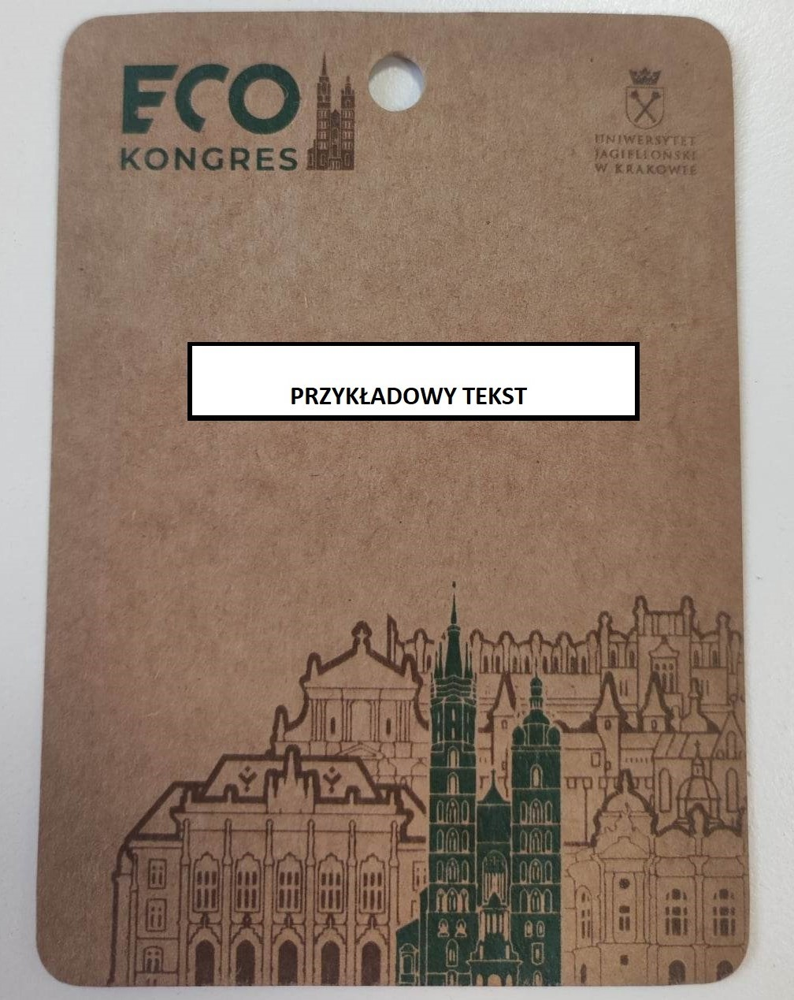 ECO
KONGRES
UNIWERSYTET
JAGIELLOŃSKI
W KRAKOWIE
PRZYKŁADOWY TEKST